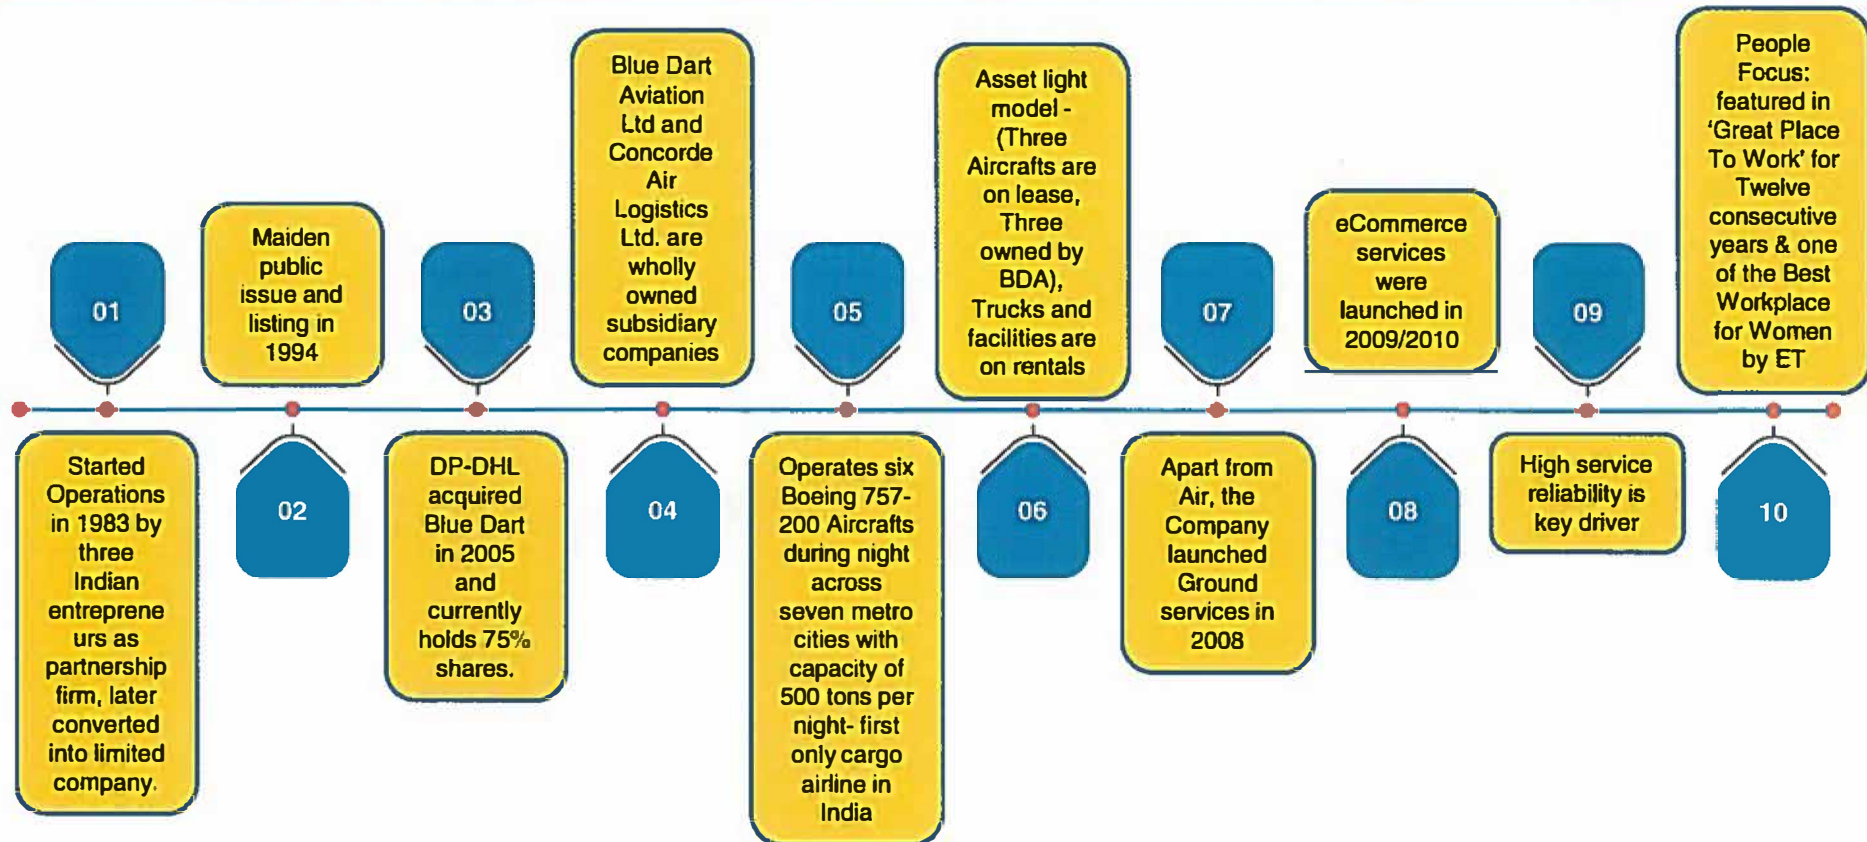 01
Started
Operations
in 1983 by
three
Indian
entreprene
urs as
partnership
firm, later
converted
into limited
company.
Maiden
public
issue and
listing in
1994
02
03
DP-DHL
acquired
Blue Dart
in 2005
and
currently
holds 75%
shares.
Blue Dart
Aviation
Ltd and
Concorde
Air
Logistics
Ltd. are
wholly
owned
subsidiary
companies
04
05
Operates six
Boeing 757-
200 Aircrafts
during night
across
seven metro
cities with
capacity of
500 tons per
night- first
only cargo
airline in
India
Asset light
model -
(Three
Aircrafts are
on lease,
Three
owned by
BDA),
Trucks and
facilities are
on rentals
06
07
Apart from
Air, the
Company
launched
Ground
services in
2008
eCommerce
services
were
launched in
2009/2010
08
09
High service
reliability is
key driver
People
Focus:
featured in
‘Great Place
To Work’ for
Twelve
consecutive
years & one
of the Best
Workplace
for Women
by ET
10